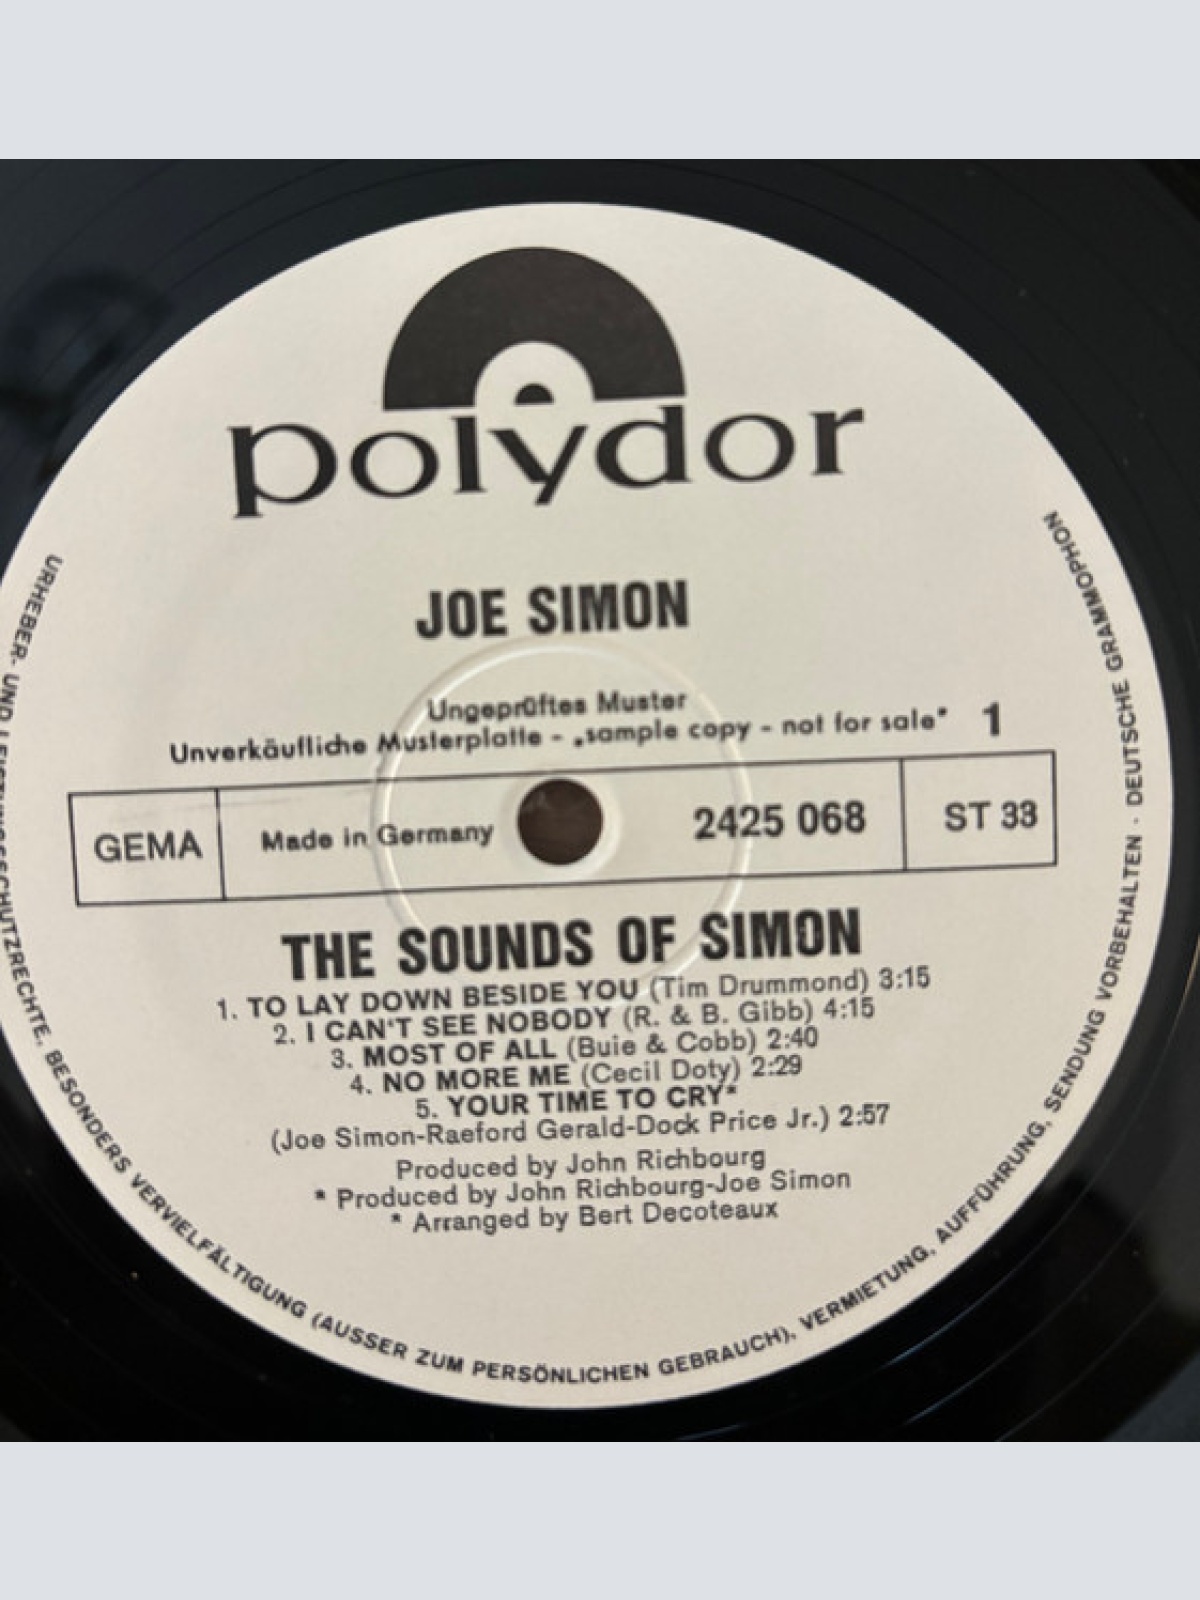 polydor
JOE SIMON
Ungeprüftes Muster
Unverkäufliche Musterplatte - „sample copy - not for sale" 1
GEMA Made in Germany 2425 068 ST 33
THE SOUNDS OF SIMON
1. TO LAY DOWN BESIDE YOU (Tim Drummond) 3:15
2. I CAN'T SEE NOBODY (R. & B. Gibb) 4:15
3. MOST OF ALL (Buie & Cobb) 2:40
4. NO MORE ME (Cecil Doty) 2:29
5. YOUR TIME TO CRY*
(Joe Simon-Raeford Gerald-Dock Price Jr.) 2:57
Produced by John Richbourg
* Produced by John Richbourg-Joe Simon
* Arranged by Bert Decoteaux
URHEBER- UND LEISTUNGSSCHUTZRECHTE, BESONDERS VERVIELFÄLTIGUNG (AUSSER ZUM PERSÖNLICHEN GEBRAUCH), VERMIETUNG, AUFFÜHRUNG, SENDUNG VORBEHALTEN · DEUTSCHE GRAMMOPHON